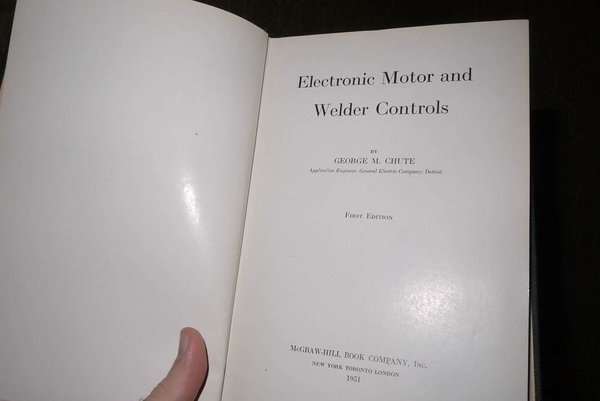 Electronic Motor and
Welder Controls
BY
GEORGE M. CHUTE
Application Engineer, General Electric Company, Detroit
FIRST EDITION
McGRAW-HILL BOOK COMPANY, Inc.
NEW YORK TORONTO LONDON
1951